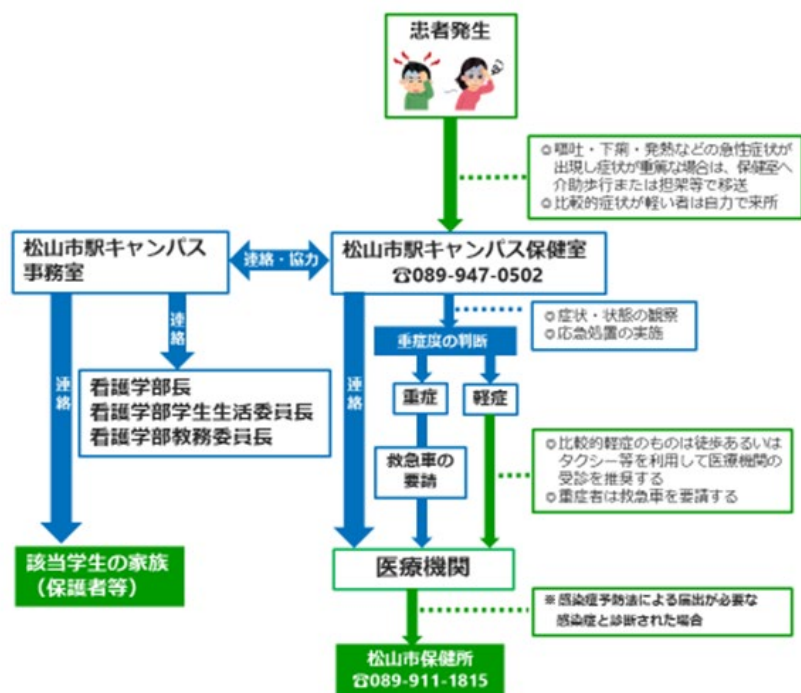 患者発生
◎嘔吐・下痢・発熱などの急性症状が
出現し症状が重篤な場合は、保健室へ
介助歩行または担架等で移送
◎比較的症状が軽い者は自力で来所
松山市駅キャンパス
事務室
連絡・協力
松山市駅キャンパス保健室
☎089-947-0502
◎症状・状態の観察
◎応急処置の実施
連絡
連絡
連絡
重症度の判断
看護学部長
看護学部学生生活委員長
看護学部教務委員長
重症
軽症
救急車の
要請
◎比較的軽症のものは徒歩あるいは
タクシー等を利用して医療機関の
受診を推奨する
◎重症者は救急車を要請する
該当学生の家族
（保護者等）
医療機関
※感染症予防法による届出が必要な
感染症と診断された場合
松山市保健所
☎089-911-1815